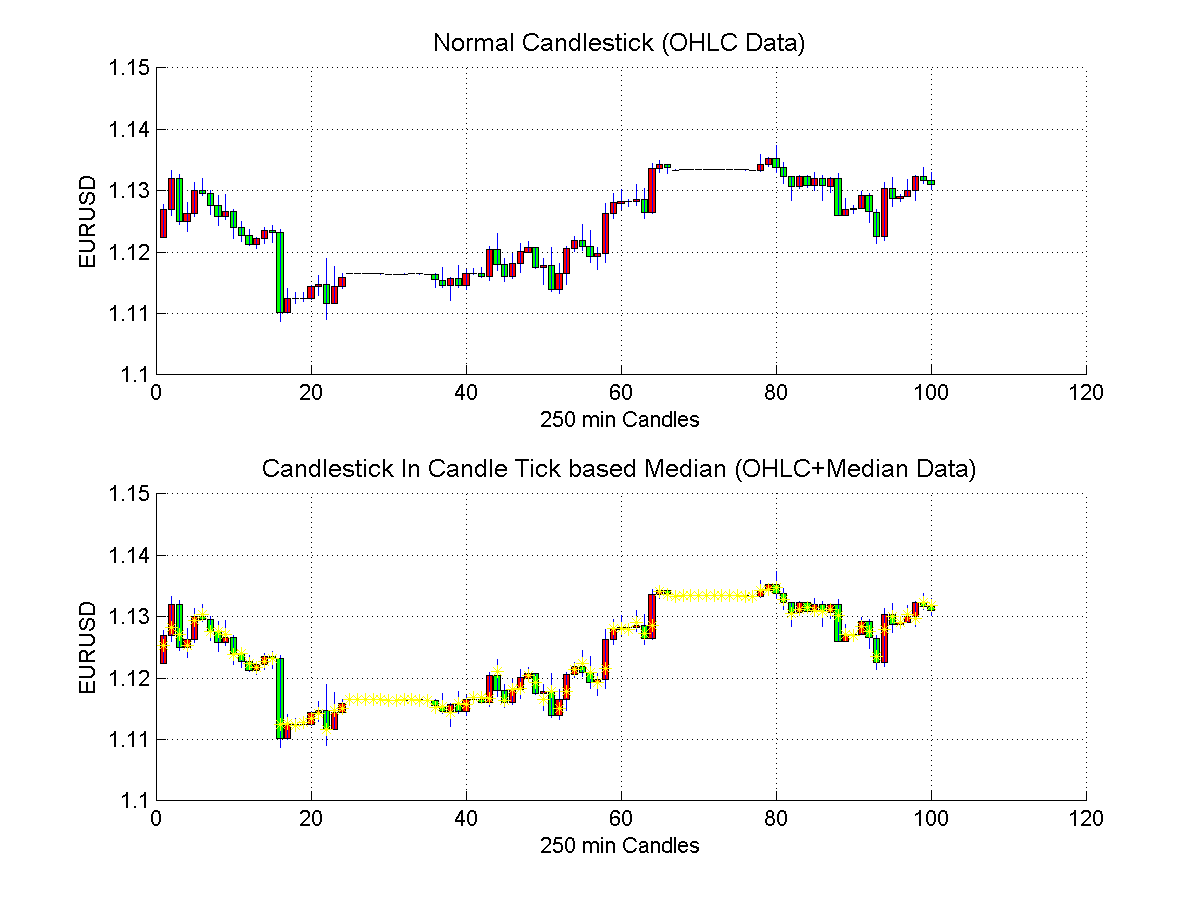 Normal Candlestick (OHLC Data)
1.15
1.14
1.13
1.12
1.11
1.1
EURUSD
0 20 40 60 80 100 120
250 min Candles
Candlestick In Candle Tick based Median (OHLC+Median Data)
1.15
1.14
1.13
1.12
1.11
1.1
EURUSD
0 20 40 60 80 100 120
250 min Candles